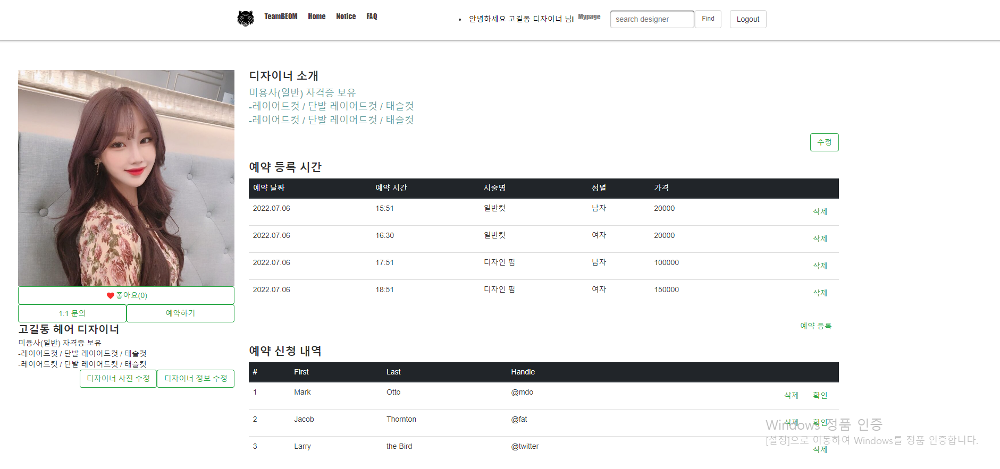 TeamBEOM Home Notice FAQ
• 안녕하세요 고길동 디자이너 님! Mypage search designer Find Logout
디자이너 소개
미용사(일반) 자격증 보유
-레이어드컷 / 단발 레이어드컷 / 태슬컷
-레이어드컷 / 단발 레이어드컷 / 태슬컷
수정
예약 등록 시간
예약 날짜 예약 시간 시술명 성별 가격
2022.07.06 15:51 일반컷 남자 20000 삭제
2022.07.06 16:30 일반컷 여자 20000 삭제
2022.07.06 17:51 디자인 펌 남자 100000 삭제
2022.07.06 18:51 디자인 펌 여자 150000 삭제
예약 등록
❤️ 좋아요(0)
1:1 문의 예약하기
고길동 헤어 디자이너
미용사(일반) 자격증 보유
-레이어드컷 / 단발 레이어드컷 / 태슬컷
-레이어드컷 / 단발 레이어드컷 / 태슬컷
디자이너 사진 수정 디자이너 정보 수정
예약 신청 내역
# First Last Handle
1 Mark Otto @mdo 삭제 확인
2 Jacob Thornton @fat 삭제 확인
3 Larry the Bird @twitter 삭제
Windows 정품 인증
[설정]으로 이동하여 Windows를 정품 인증합니다.